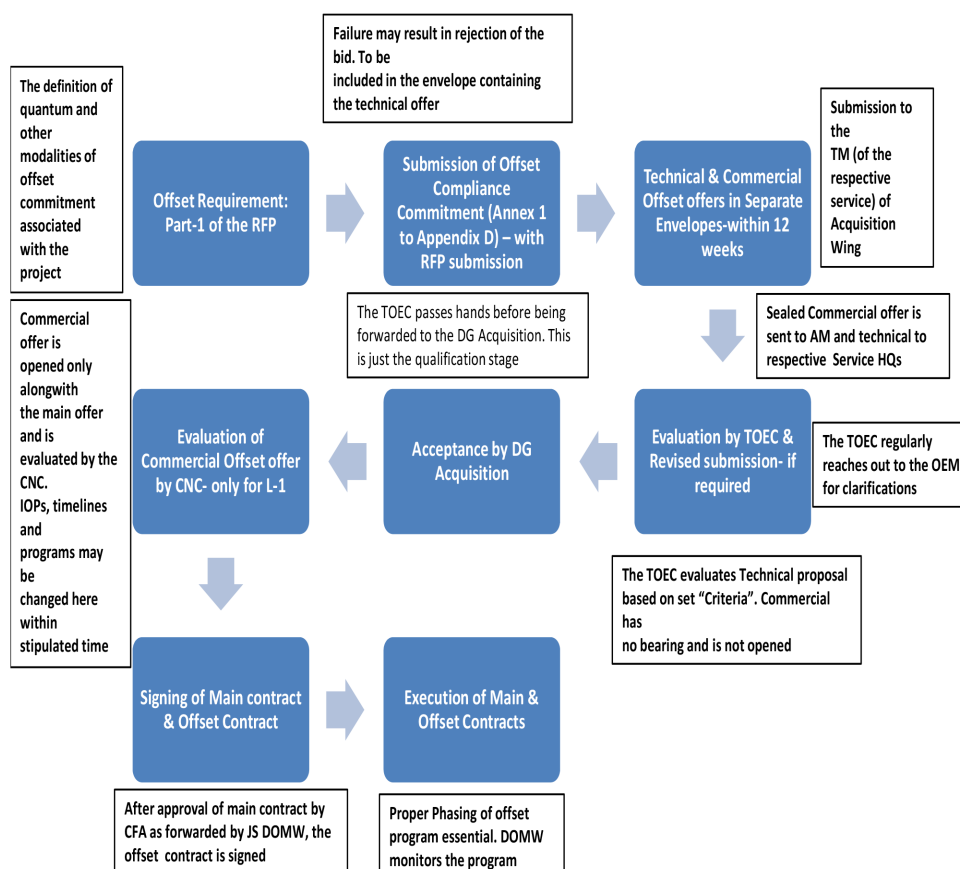 Failure may result in rejection of the
bid. To be
included in the envelope containing
the technical offer
The definition of
quantum and
other
modalities of
offset
commitment
associated with
the project
Offset Requirement:
Part-1 of the RFP
Submission of Offset
Compliance
Commitment (Annex 1
to Appendix D) – with
RFP submission
Technical & Commercial
Offset offers in Separate
Envelopes-within 12
weeks
Submission to
the
TM (of the
respective
service) of
Acquisition
Wing
The TOEC passes hands before being
forwarded to the DG Acquisition. This
is just the qualification stage
Sealed Commercial offer is
sent to AM and technical to
respective Service HQs
Commercial
offer is
opened only
alongwith
the main offer
and is
evaluated by the
CNC.
IOPs, timelines
and
programs may
be
changed here
within
stipulated time
Evaluation of
Commercial Offset offer
by CNC- only for L-1
Acceptance by DG
Acquisition
Evaluation by TOEC &
Revised submission- if
required
The TOEC regularly
reaches out to the OEM
for clarifications
The TOEC evaluates Technical proposal
based on set “Criteria”. Commercial
has
no bearing and is not opened
Signing of Main contract
& Offset Contract
Execution of Main &
Offset Contracts
After approval of main contract by
CFA as forwarded by JS DOMW, the
offset contract is signed
Proper Phasing of offset
program essential. DOMW
monitors the program